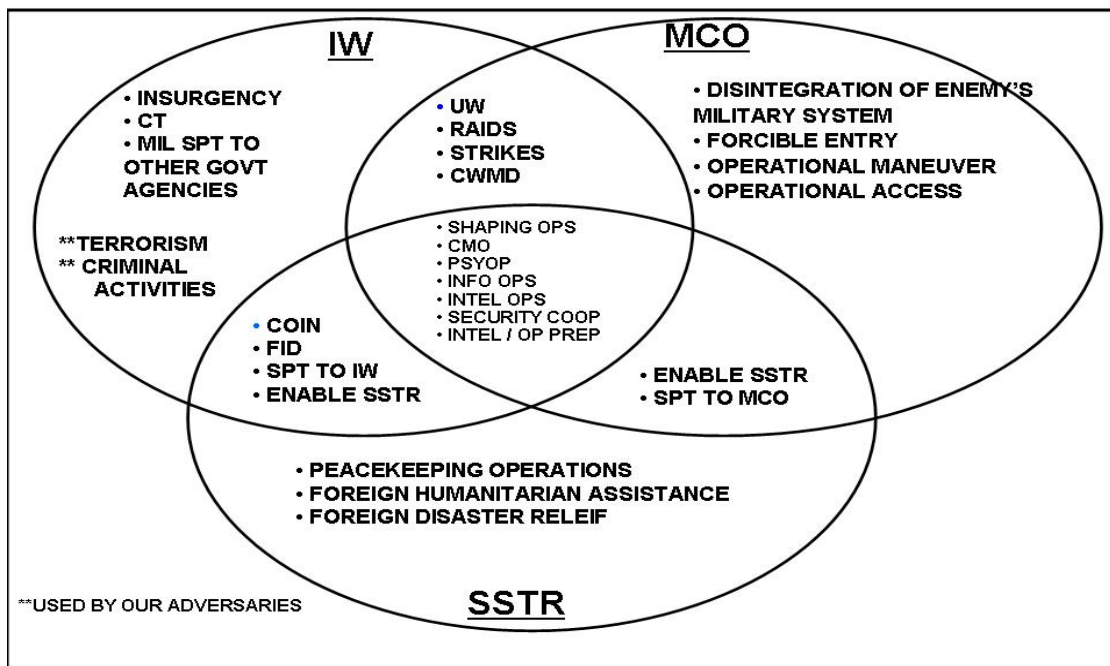 IW
MCO
• INSURGENCY
• CT
• MIL SPT TO
OTHER GOVT
AGENCIES
**TERRORISM
** CRIMINAL
ACTIVITIES
• UW
• RAIDS
• STRIKES
• CWMD
• DISINTEGRATION OF ENEMY'S
MILITARY SYSTEM
• FORCIBLE ENTRY
• OPERATIONAL MANEUVER
• OPERATIONAL ACCESS
• SHAPING OPS
• CMO
• PSYOP
• INFO OPS
• INTEL OPS
• SECURITY COOP
• INTEL / OP PREP
• COIN
• FID
• SPT TO IW
• ENABLE SSTR
• ENABLE SSTR
• SPT TO MCO
• PEACEKEEPING OPERATIONS
• FOREIGN HUMANITARIAN ASSISTANCE
• FOREIGN DISASTER RELEIF
SSTR
**USED BY OUR ADVERSARIES